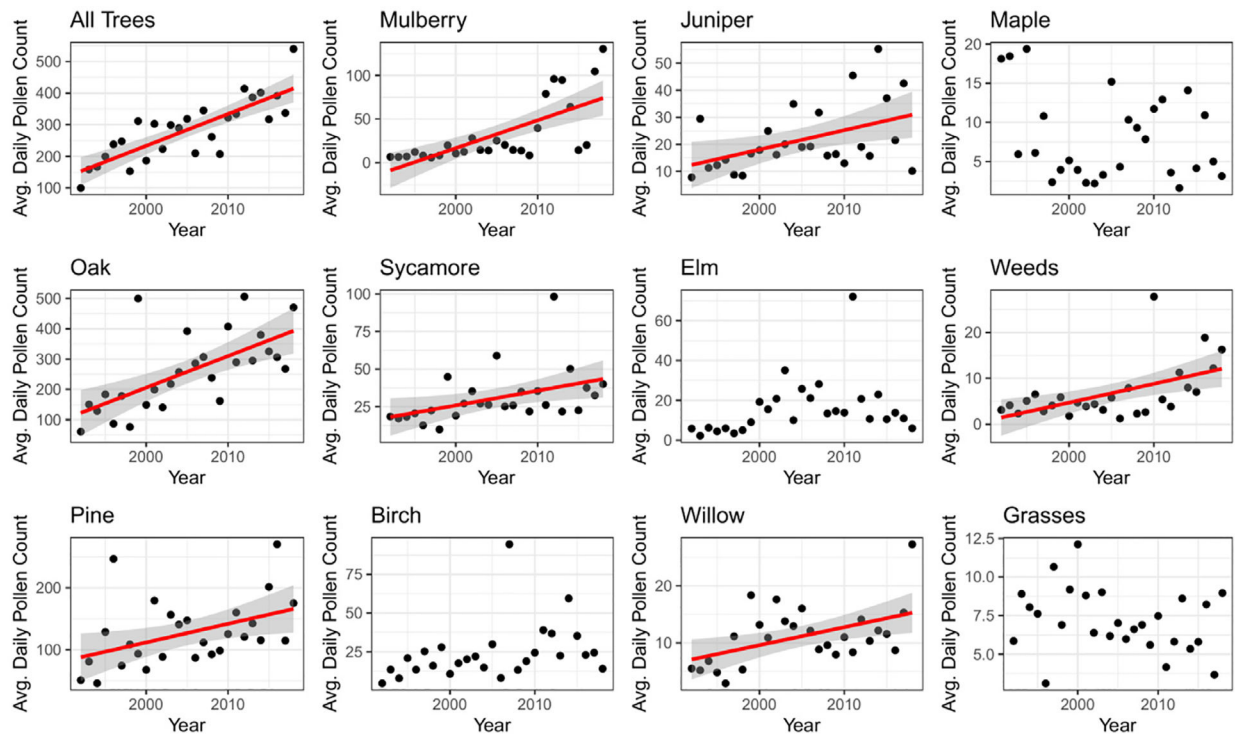 All Trees
Mulberry
Juniper
Maple
Avg. Daily Pollen Count
500
400
300
200
100
2000
2010
Year
Avg. Daily Pollen Count
100
50
0
2000
2010
Year
Avg. Daily Pollen Count
50
40
30
20
10
2000
2010
Year
Avg. Daily Pollen Count
20
15
10
5
2000
2010
Year
Oak
Sycamore
Elm
Weeds
Avg. Daily Pollen Count
500
400
300
200
100
2000
2010
Year
Avg. Daily Pollen Count
100
75
50
25
2000
2010
Year
Avg. Daily Pollen Count
60
40
20
0
2000
2010
Year
Avg. Daily Pollen Count
20
10
0
2000
2010
Year
Pine
Birch
Willow
Grasses
Avg. Daily Pollen Count
200
100
2000
2010
Year
Avg. Daily Pollen Count
75
50
25
2000
2010
Year
Avg. Daily Pollen Count
20
10
2000
2010
Year
Avg. Daily Pollen Count
12.5
10.0
7.5
5.0
2000
2010
Year